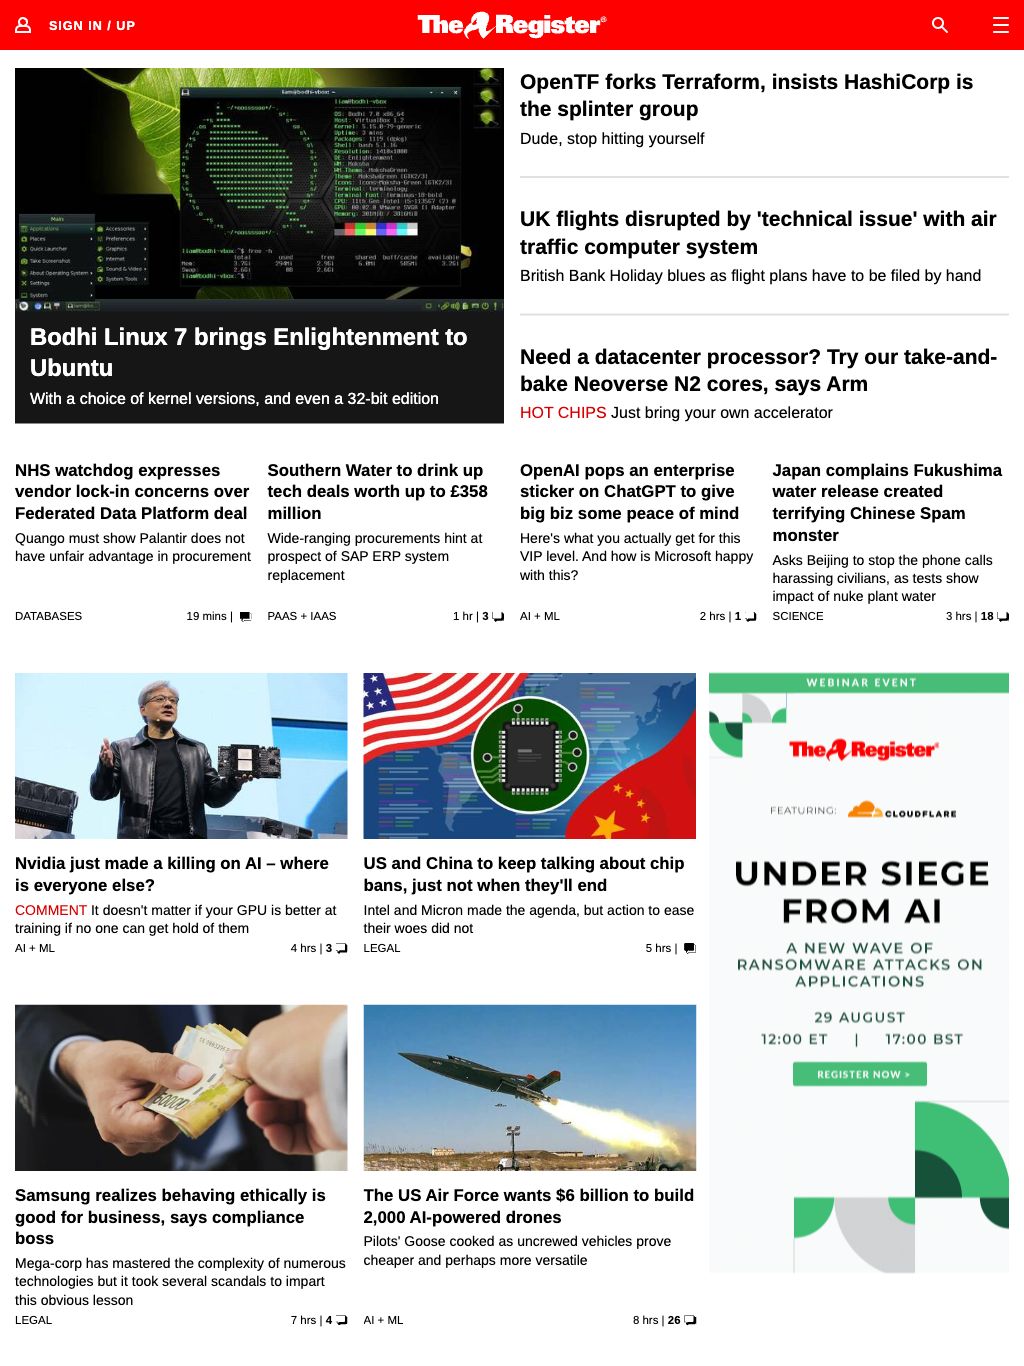 SIGN IN / UP
The Register®
Bodhi Linux 7 brings Enlightenment to
Ubuntu
With a choice of kernel versions, and even a 32-bit edition
OpenTF forks Terraform, insists HashiCorp is
the splinter group
Dude, stop hitting yourself
UK flights disrupted by 'technical issue' with air
traffic computer system
British Bank Holiday blues as flight plans have to be filed by hand
Need a datacenter processor? Try our take-and-
bake Neoverse N2 cores, says Arm
HOT CHIPS Just bring your own accelerator
NHS watchdog expresses
vendor lock-in concerns over
Federated Data Platform deal
Quango must show Palantir does not
have unfair advantage in procurement
DATABASES 19 mins |
Southern Water to drink up
tech deals worth up to £358
million
Wide-ranging procurements hint at
prospect of SAP ERP system
replacement
PAAS + IAAS 1 hr | 3
OpenAI pops an enterprise
sticker on ChatGPT to give
big biz some peace of mind
Here's what you actually get for this
VIP level. And how is Microsoft happy
with this?
AI + ML 2 hrs | 1
Japan complains Fukushima
water release created
terrifying Chinese Spam
monster
Asks Beijing to stop the phone calls
harassing civilians, as tests show
impact of nuke plant water
SCIENCE 3 hrs | 18
Nvidia just made a killing on AI – where
is everyone else?
COMMENT It doesn't matter if your GPU is better at
training if no one can get hold of them
AI + ML 4 hrs | 3
US and China to keep talking about chip
bans, just not when they'll end
Intel and Micron made the agenda, but action to ease
their woes did not
LEGAL 5 hrs |
WEBINAR EVENT
The Register®
FEATURING: CLOUDFLARE
UNDER SIEGE
FROM AI
A NEW WAVE OF
RANSOMWARE ATTACKS ON
APPLICATIONS
29 AUGUST
12:00 ET | 17:00 BST
REGISTER NOW >
Samsung realizes behaving ethically is
good for business, says compliance
boss
Mega-corp has mastered the complexity of numerous
technologies but it took several scandals to impart
this obvious lesson
LEGAL 7 hrs | 4
The US Air Force wants $6 billion to build
2,000 AI-powered drones
Pilots' Goose cooked as uncrewed vehicles prove
cheaper and perhaps more versatile
AI + ML 8 hrs | 26